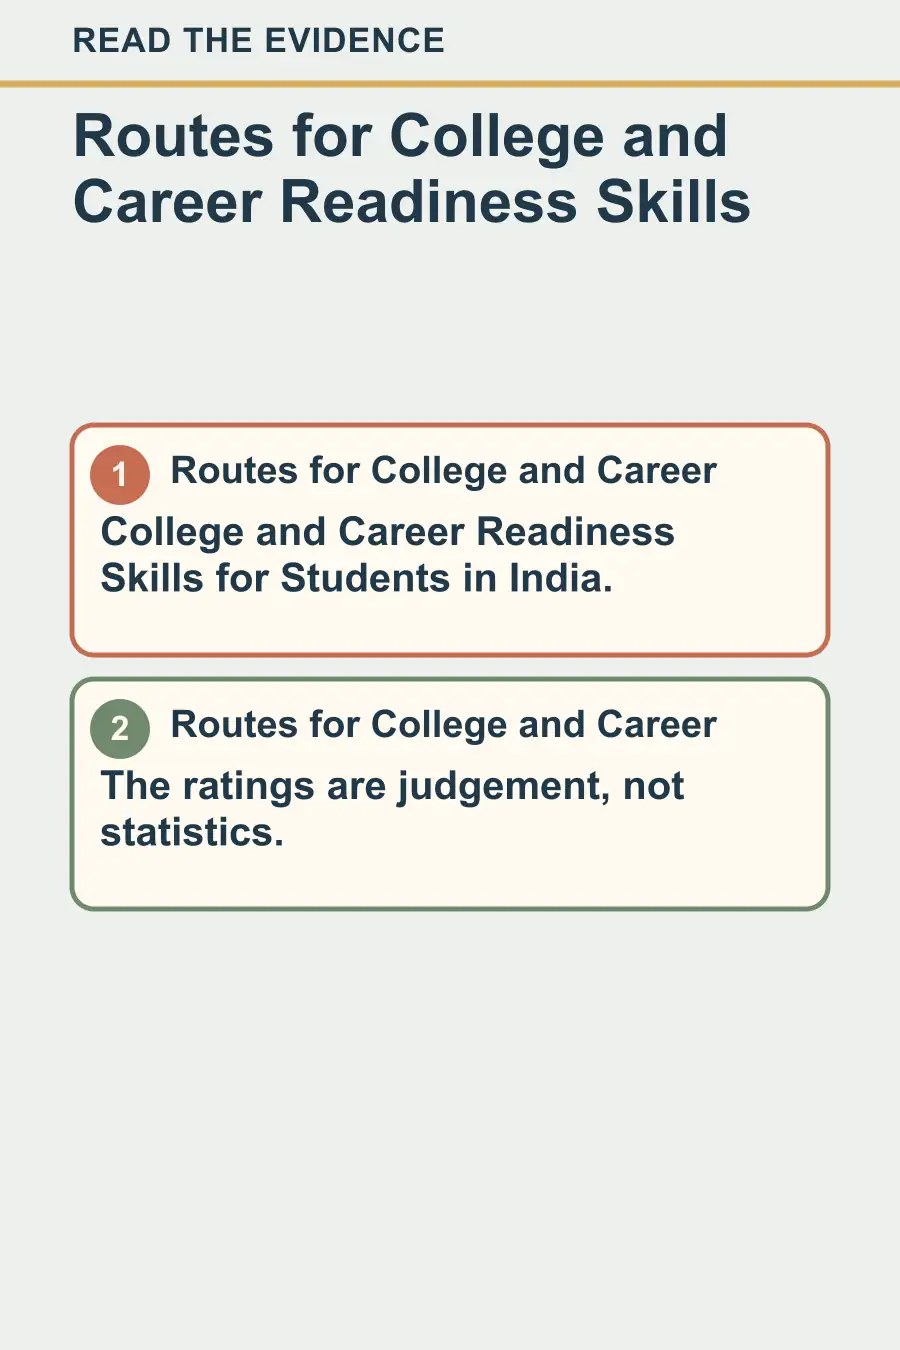 READ THE EVIDENCE
Routes for College and
Career Readiness Skills
1 Routes for College and Career
College and Career Readiness
Skills for Students in India.
2 Routes for College and Career
The ratings are judgement, not
statistics.